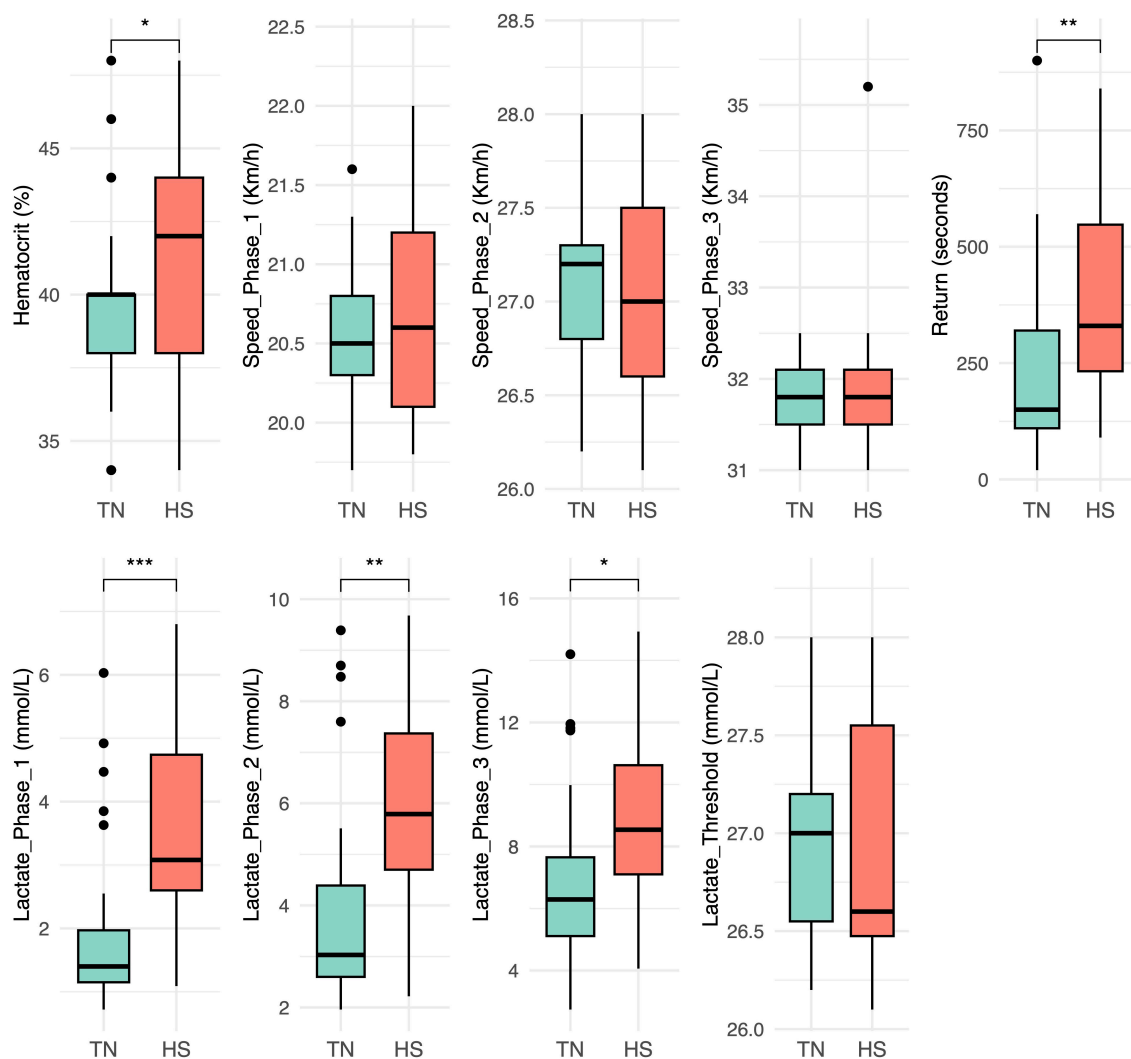 Hematocrit (%)
*
45
40
35
TN HS
Speed_Phase_1 (Km/h)
22.5
22.0
21.5
21.0
20.5
20.0
TN HS
Speed_Phase_2 (Km/h)
28.5
28.0
27.5
27.0
26.5
26.0
TN HS
Speed_Phase_3 (Km/h)
35
34
33
32
31
TN HS
Return (seconds)
**
750
500
250
0
TN HS
Lactate_Phase_1 (mmol/L)
***
6
4
2
TN HS
Lactate_Phase_2 (mmol/L)
**
10
8
6
4
2
TN HS
Lactate_Phase_3 (mmol/L)
*
16
12
8
4
TN HS
Lactate_Threshold (mmol/L)
28.0
27.5
27.0
26.5
26.0
TN HS